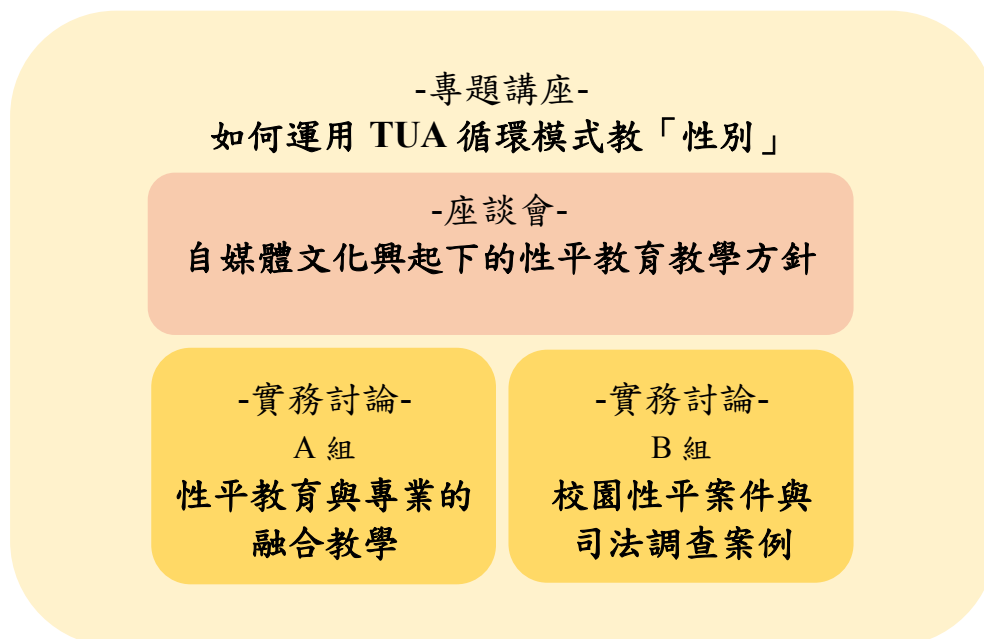 -專題講座-
如何運用 TUA 循環模式教「性別」
-座談會-
自媒體文化興起下的性平教育教學方針
-實務討論-
A 組
性平教育與專業的
融合教學
-實務討論-
B 組
校園性平案件與
司法調查案例